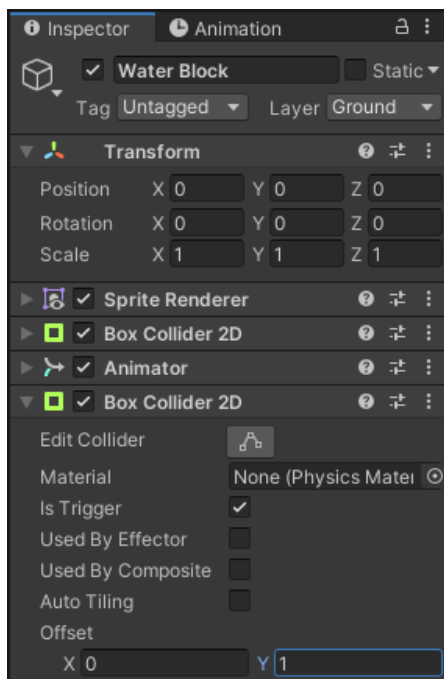 Inspector Animation
Water Block Static
Tag Untagged Layer Ground
Transform
Position X 0 Y 0 Z 0
Rotation X 0 Y 0 Z 0
Scale X 1 Y 1 Z 1
Sprite Renderer
Box Collider 2D
Animator
Box Collider 2D
Edit Collider
Material None (Physics Mater
Is Trigger
Used By Effector
Used By Composite
Auto Tiling
Offset
X 0 Y 1